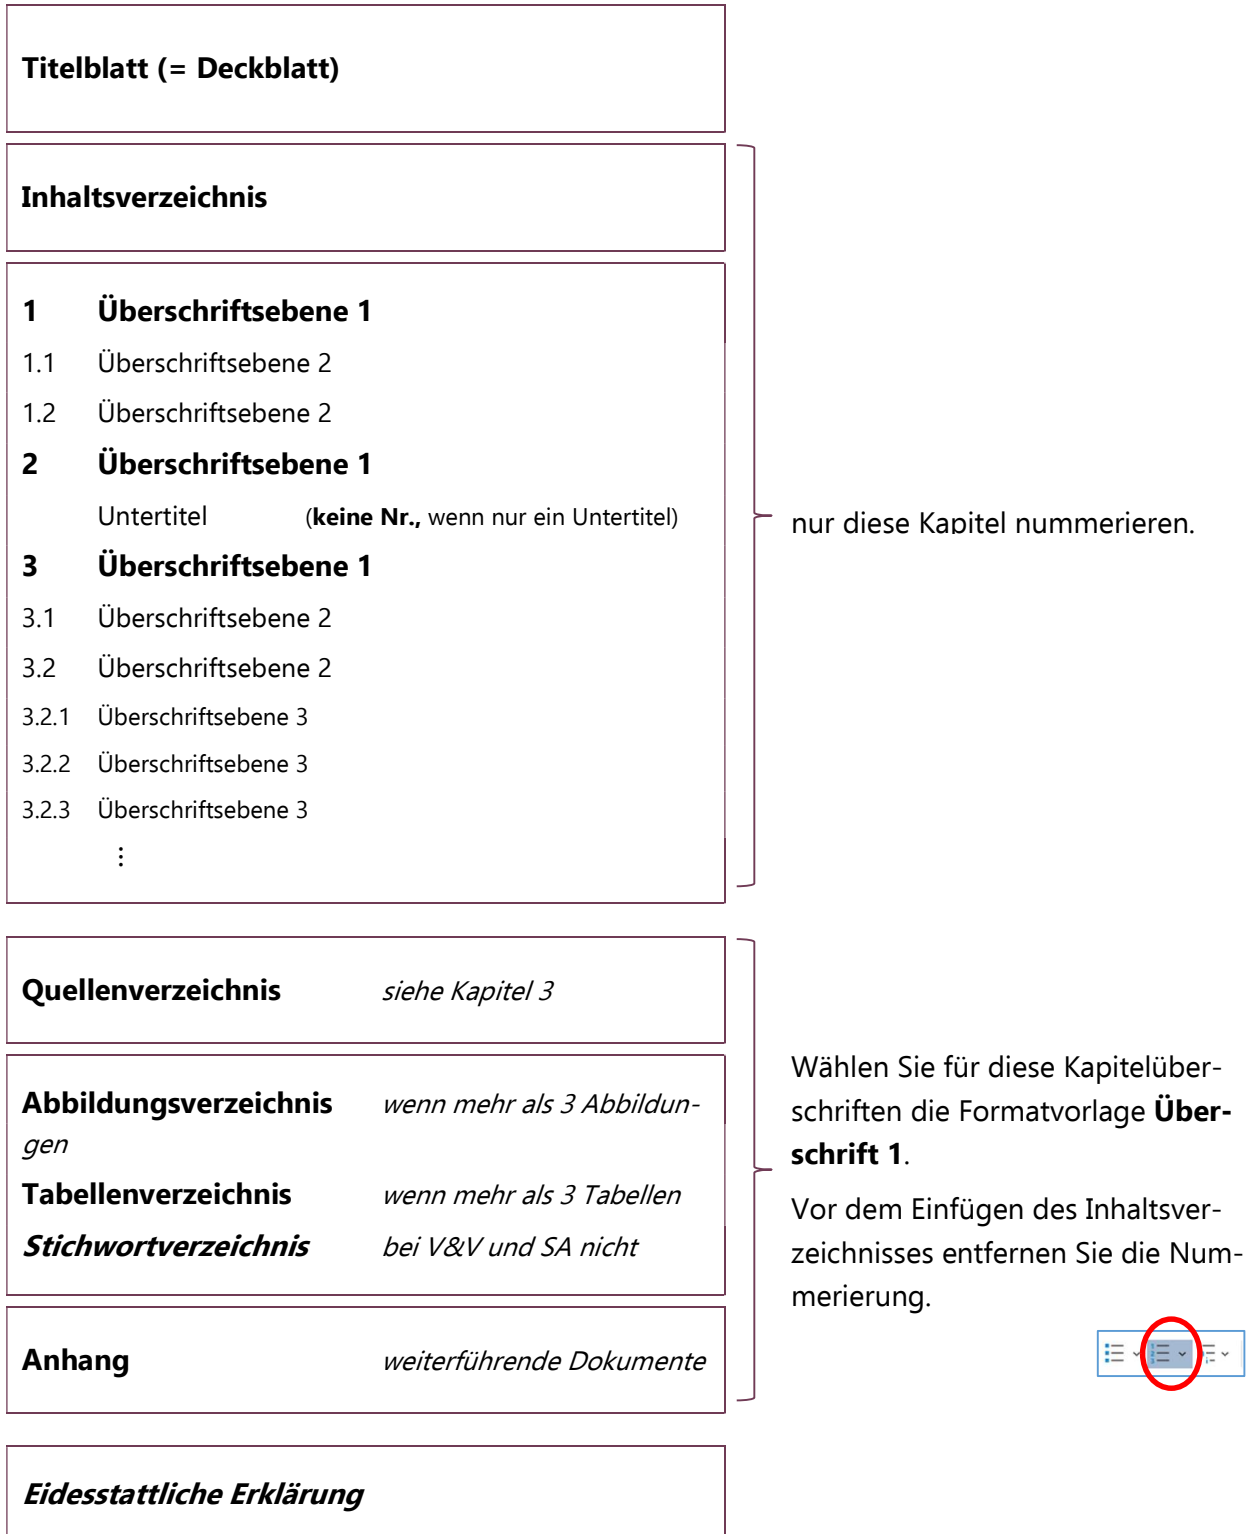 Titelblatt (= Deckblatt)
Inhaltsverzeichnis
1 Überschriftsebene 1
1.1 Überschriftsebene 2
1.2 Überschriftsebene 2
2 Überschriftsebene 1
Untertitel (keine Nr., wenn nur ein Untertitel)
3 Überschriftsebene 1
3.1 Überschriftsebene 2
3.2 Überschriftsebene 2
3.2.1 Überschriftsebene 3
3.2.2 Überschriftsebene 3
3.2.3 Überschriftsebene 3
⋮
nur diese Kapitel nummerieren.
Quellenverzeichnis siehe Kapitel 3
Abbildungsverzeichnis wenn mehr als 3 Abbildun-
gen
Tabellenverzeichnis wenn mehr als 3 Tabellen
Stichwortverzeichnis bei V&V und SA nicht
Anhang weiterführende Dokumente
Wählen Sie für diese Kapitelüber-
schriften die Formatvorlage Über-
schrift 1.
Vor dem Einfügen des Inhaltsver-
zeichnisses entfernen Sie die Num-
merierung.
Eidesstattliche Erklärung